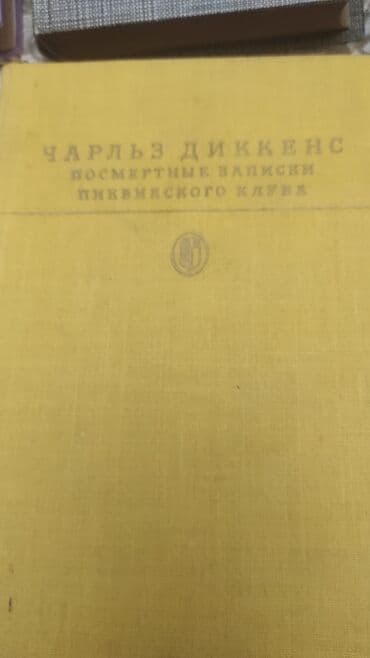 ЧАРЛЬЗ ДИККЕНС
ПОСМЕРТНЫЕ ЗАПИСКИ
ПИКВИКСКОГО КЛУБА